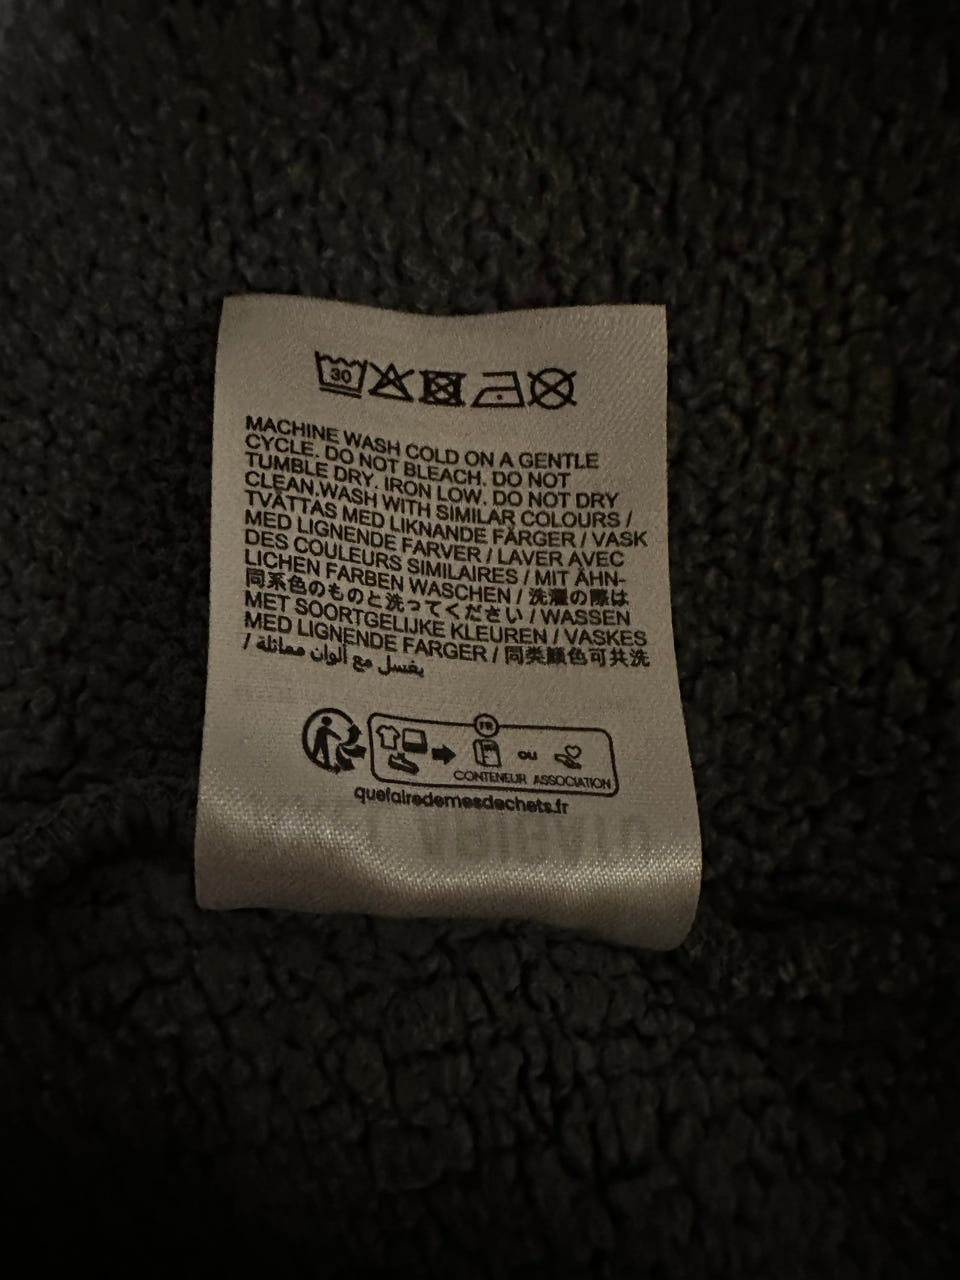 30
MACHINE WASH COLD ON A GENTLE
CYCLE. DO NOT BLEACH. DO NOT
TUMBLE DRY. IRON LOW. DO NOT DRY
CLEAN.WASH WITH SIMILAR COLOURS /
TVÄTTAS MED LIKNANDE FÄRGER / VASK
MED LIGNENDE FARVER / LAVER AVEC
DES COULEURS SIMILAIRES / MIT ÄHN-
LICHEN FARBEN WASCHEN / 洗濯の際は
同系色のものと洗ってください / WASSEN
MET SOORTGELIJKE KLEUREN / VASKES
MED LIGNENDE FARGER / 同类颜色可共洗
/ يغسل مع ألوان مماثلة
FR
OU
CONTENEUR ASSOCIATION
quefairedemesdechets.fr